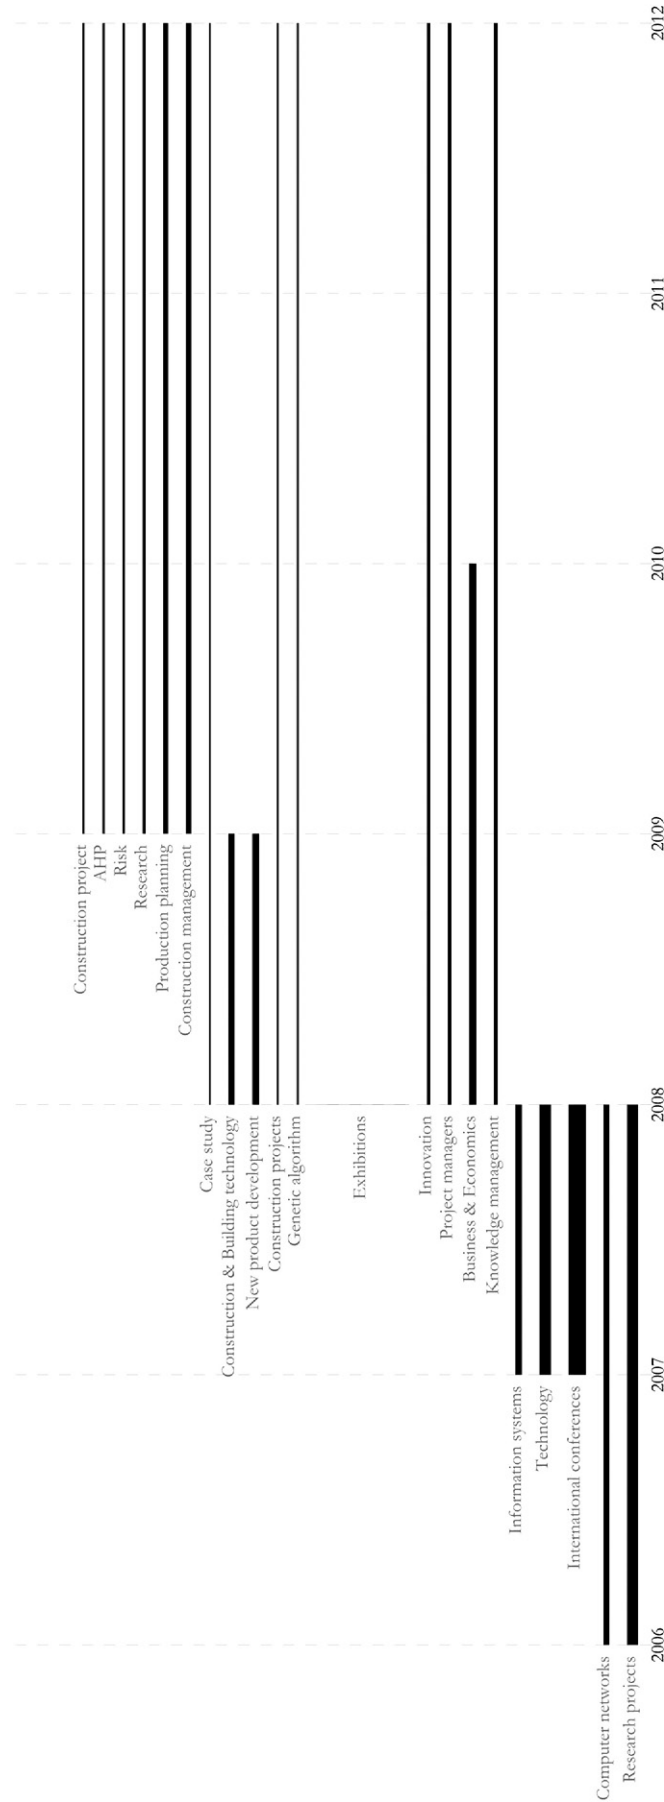 Construction project
AHP
Risk
Research
Production planning
Construction management
Case study
Construction & Building technology
New product development
Construction projects
Genetic algorithm
Exhibitions
Innovation
Project managers
Business & Economics
Knowledge management
Information systems
Technology
International conferences
Computer networks
Research projects
2006
2007
2008
2009
2010
2011
2012